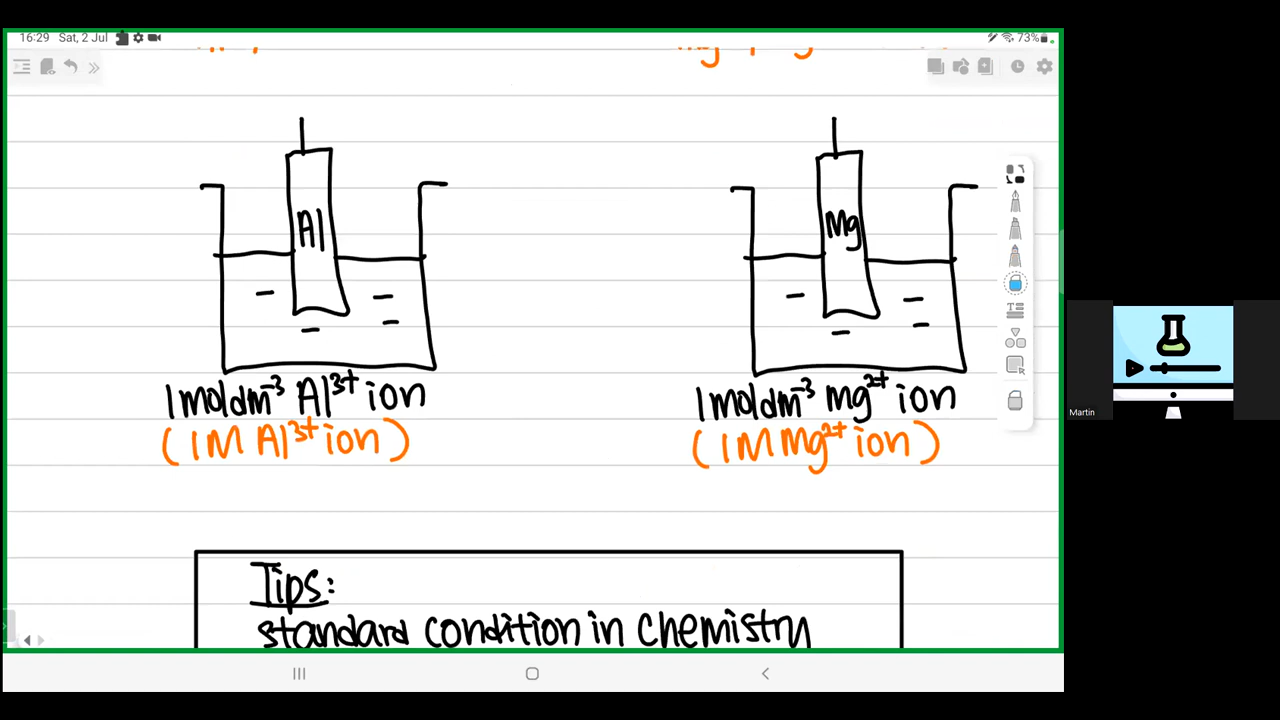 16:29 Sat, 2 Jul
73%
Al
Mg
1moldm⁻³ Al³⁺ ion
(1M Al³⁺ ion)
1moldm⁻³ Mg²⁺ ion
(1M Mg²⁺ ion)
Martin
Tips:
standard condition in chemistry